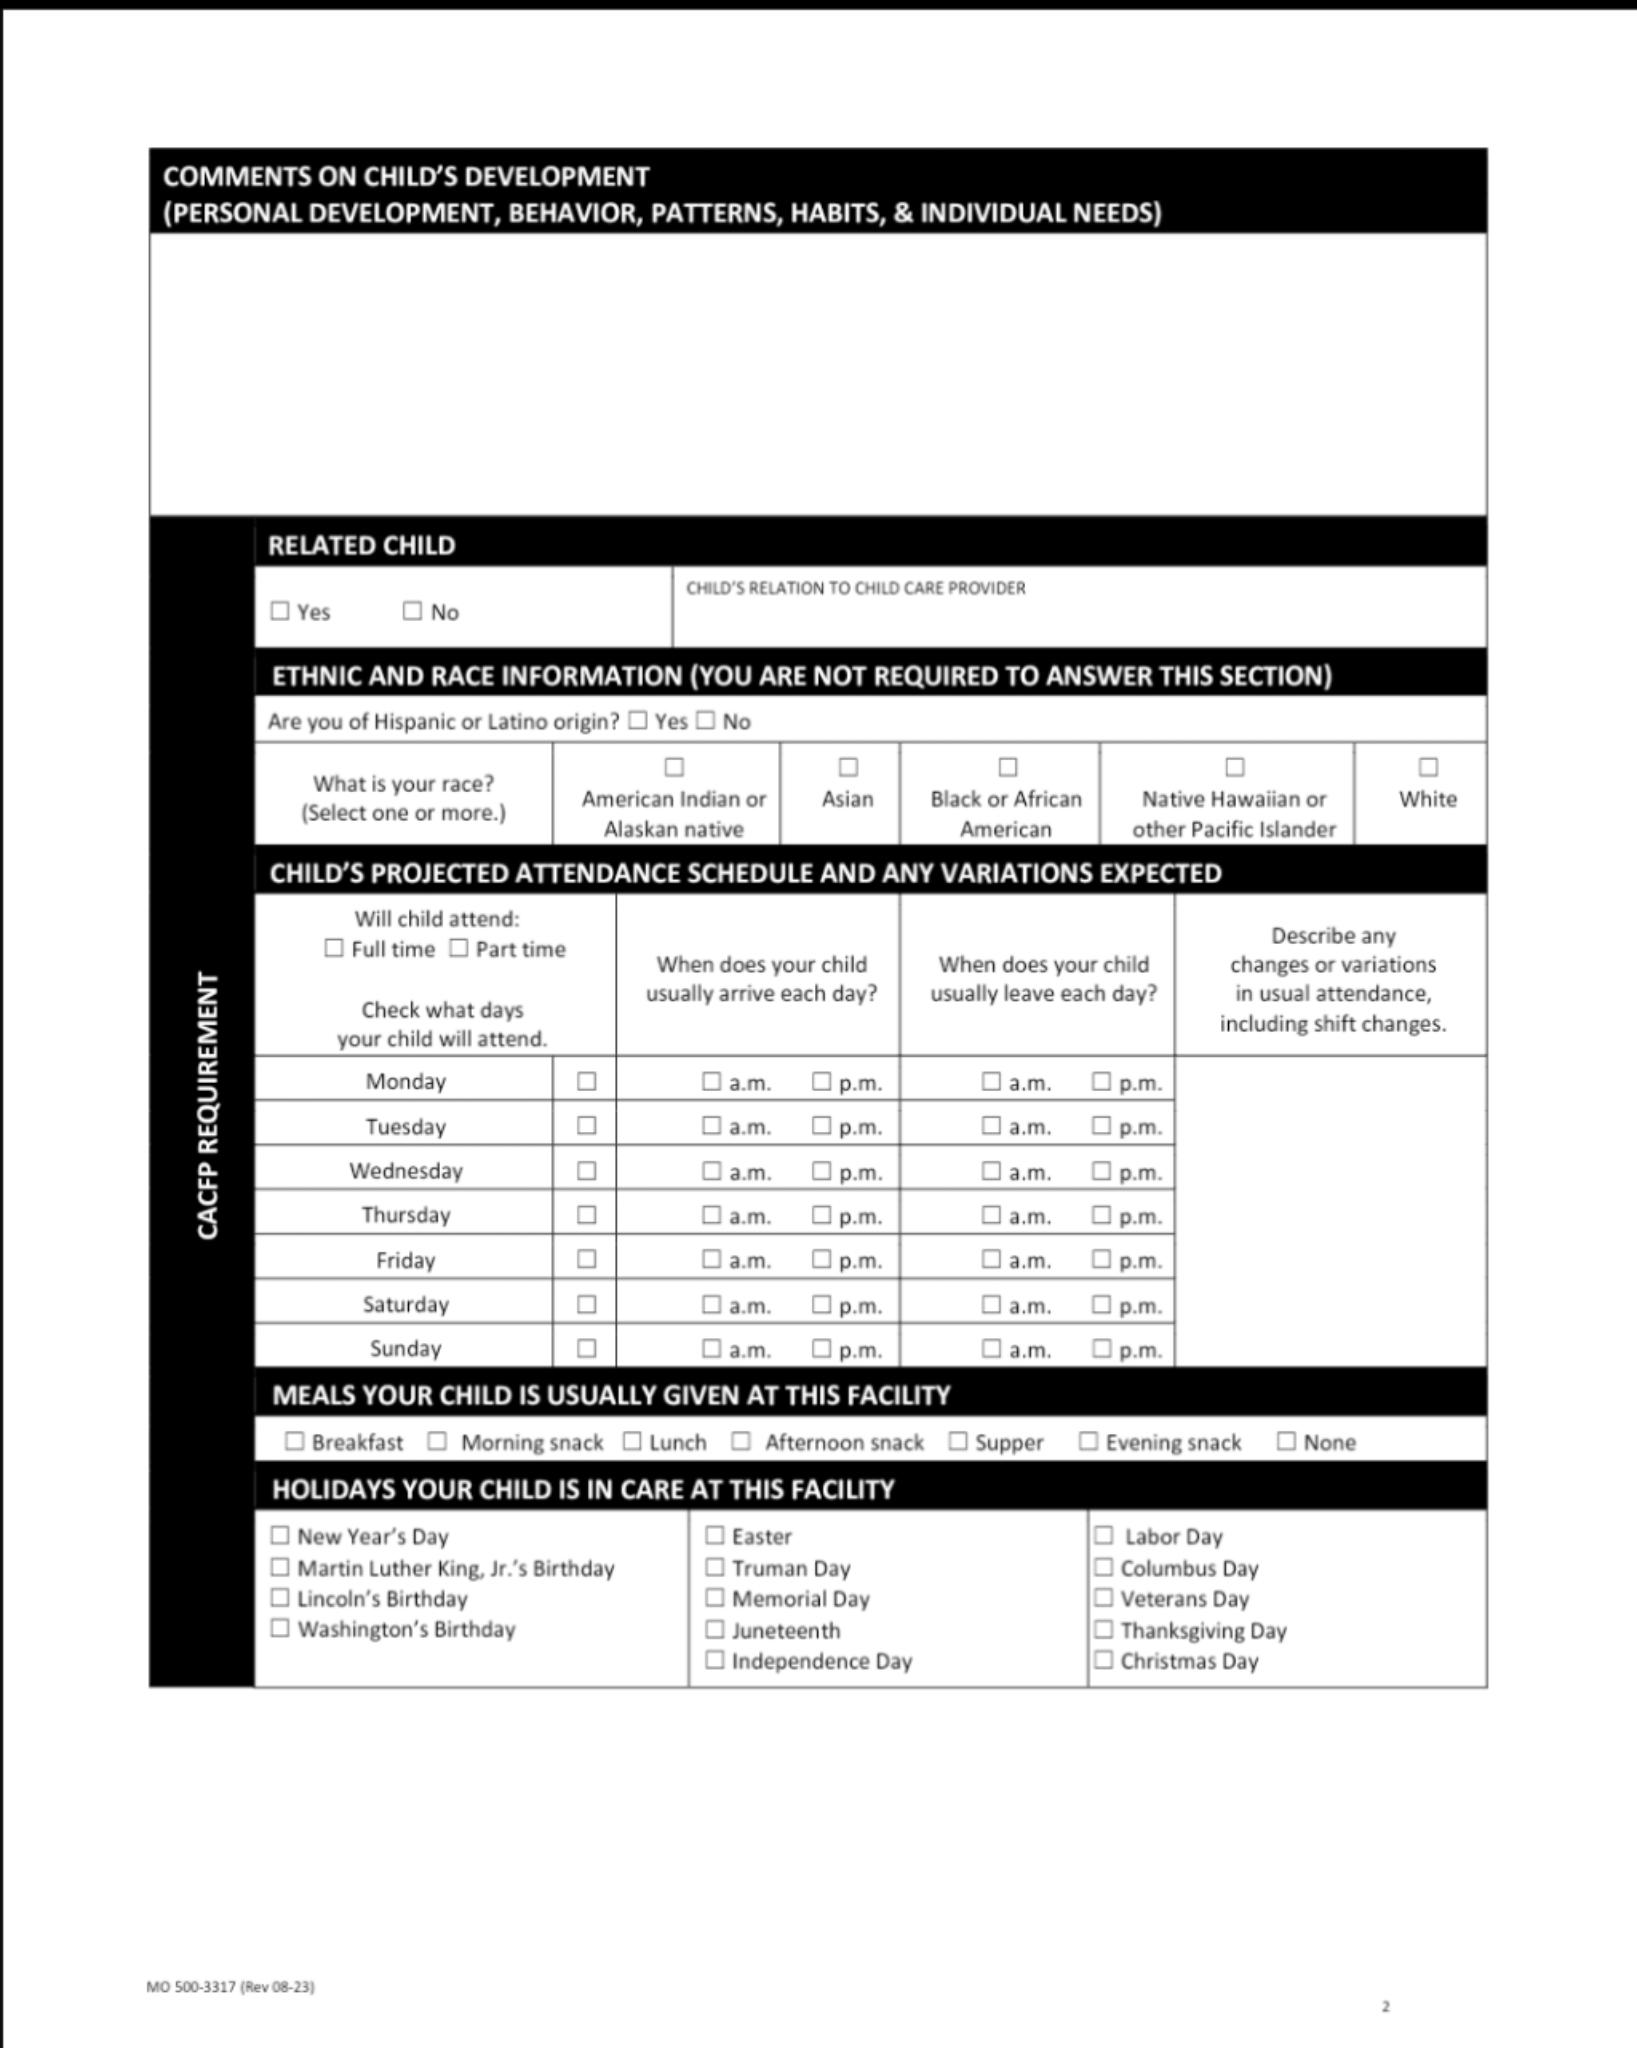 COMMENTS ON CHILD’S DEVELOPMENT
(PERSONAL DEVELOPMENT, BEHAVIOR, PATTERNS, HABITS, & INDIVIDUAL NEEDS)
CACFP REQUIREMENT
RELATED CHILD
☐ Yes ☐ No
CHILD’S RELATION TO CHILD CARE PROVIDER
ETHNIC AND RACE INFORMATION (YOU ARE NOT REQUIRED TO ANSWER THIS SECTION)
Are you of Hispanic or Latino origin? ☐ Yes ☐ No
What is your race?
(Select one or more.)
☐
American Indian or
Alaskan native
☐
Asian
☐
Black or African
American
☐
Native Hawaiian or
other Pacific Islander
☐
White
CHILD’S PROJECTED ATTENDANCE SCHEDULE AND ANY VARIATIONS EXPECTED
Will child attend:
☐ Full time ☐ Part time
Check what days
your child will attend.
When does your child
usually arrive each day?
When does your child
usually leave each day?
Describe any
changes or variations
in usual attendance,
including shift changes.
Monday ☐ ☐ a.m. ☐ p.m. ☐ a.m. ☐ p.m.
Tuesday ☐ ☐ a.m. ☐ p.m. ☐ a.m. ☐ p.m.
Wednesday ☐ ☐ a.m. ☐ p.m. ☐ a.m. ☐ p.m.
Thursday ☐ ☐ a.m. ☐ p.m. ☐ a.m. ☐ p.m.
Friday ☐ ☐ a.m. ☐ p.m. ☐ a.m. ☐ p.m.
Saturday ☐ ☐ a.m. ☐ p.m. ☐ a.m. ☐ p.m.
Sunday ☐ ☐ a.m. ☐ p.m. ☐ a.m. ☐ p.m.
MEALS YOUR CHILD IS USUALLY GIVEN AT THIS FACILITY
☐ Breakfast ☐ Morning snack ☐ Lunch ☐ Afternoon snack ☐ Supper ☐ Evening snack ☐ None
HOLIDAYS YOUR CHILD IS IN CARE AT THIS FACILITY
☐ New Year’s Day
☐ Martin Luther King, Jr.’s Birthday
☐ Lincoln’s Birthday
☐ Washington’s Birthday
☐ Easter
☐ Truman Day
☐ Memorial Day
☐ Juneteenth
☐ Independence Day
☐ Labor Day
☐ Columbus Day
☐ Veterans Day
☐ Thanksgiving Day
☐ Christmas Day
MO 500-3317 (Rev 08-23)
2